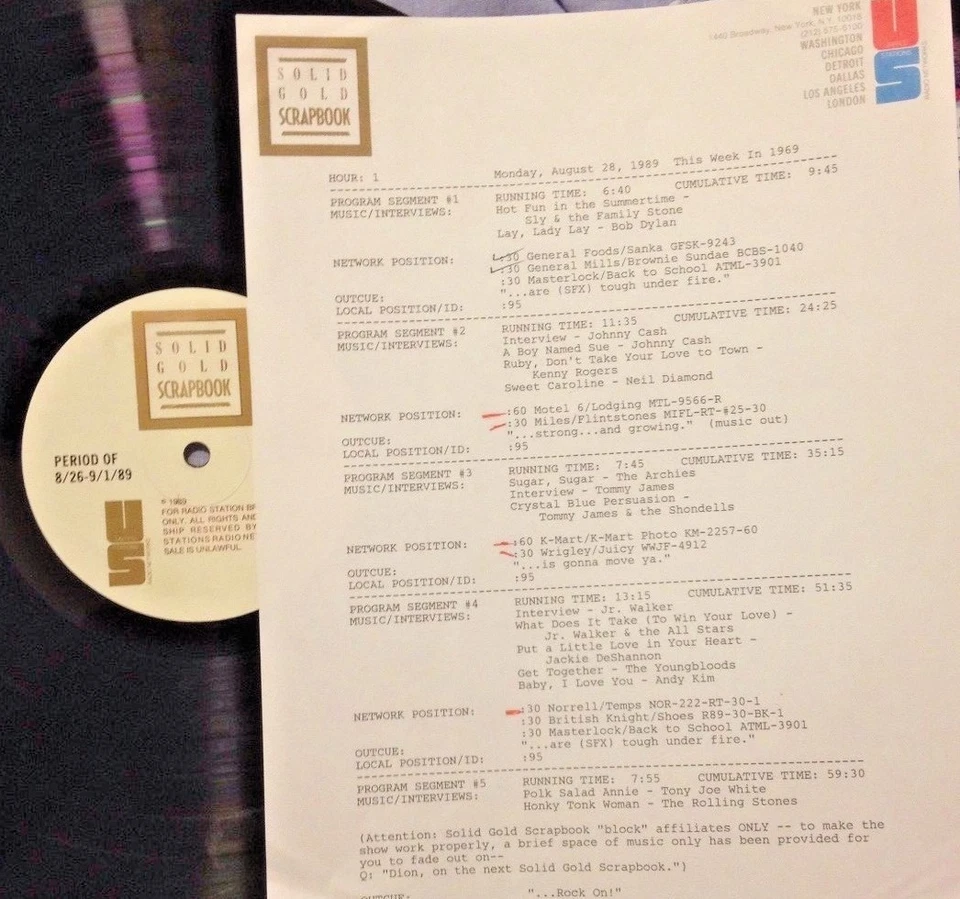 SOLID
GOLD
SCRAPBOOK
NEW YORK
1440 Broadway, New York, N.Y. 10018
(212) 575-6100
WASHINGTON
CHICAGO
DETROIT
DALLAS
LOS ANGELES
LONDON
US
HOUR: 1 Monday, August 28, 1989 This Week In 1969
PROGRAM SEGMENT #1 RUNNING TIME: 6:40 CUMULATIVE TIME: 9:45
MUSIC/INTERVIEWS: Hot Fun in the Summertime -
Sly & the Family Stone
Lay, Lady Lay - Bob Dylan
NETWORK POSITION: :30 General Foods/Sanka GFSK-9243
:30 General Mills/Brownie Sundae BCBS-1040
:30 Masterlock/Back to School ATML-3901
OUTCUE: "...are (SFX) tough under fire."
LOCAL POSITION/ID: :95
PROGRAM SEGMENT #2 RUNNING TIME: 11:35 CUMULATIVE TIME: 24:25
MUSIC/INTERVIEWS: Interview - Johnny Cash
A Boy Named Sue - Johnny Cash
Ruby, Don't Take Your Love to Town -
Kenny Rogers
Sweet Caroline - Neil Diamond
NETWORK POSITION: :60 Motel 6/Lodging MTL-9566-R
:30 Miles/Flintstones MIFL-RT-#25-30
OUTCUE: "...strong...and growing." (music out)
LOCAL POSITION/ID: :95
PROGRAM SEGMENT #3 RUNNING TIME: 7:45 CUMULATIVE TIME: 35:15
MUSIC/INTERVIEWS: Sugar, Sugar - The Archies
Interview - Tommy James
Crystal Blue Persuasion -
Tommy James & the Shondells
NETWORK POSITION: :60 K-Mart/K-Mart Photo KM-2257-60
:30 Wrigley/Juicy WWJF-4912
OUTCUE: "...is gonna move ya."
LOCAL POSITION/ID: :95
PROGRAM SEGMENT #4 RUNNING TIME: 13:15 CUMULATIVE TIME: 51:35
MUSIC/INTERVIEWS: Interview - Jr. Walker
What Does It Take (To Win Your Love) -
Jr. Walker & the All Stars
Put a Little Love in Your Heart -
Jackie DeShannon
Get Together - The Youngbloods
Baby, I Love You - Andy Kim
NETWORK POSITION: :30 Norrell/Temps NOR-222-RT-30-1
:30 British Knight/Shoes R89-30-BK-1
:30 Masterlock/Back to School ATML-3901
OUTCUE: "...are (SFX) tough under fire."
LOCAL POSITION/ID: :95
PROGRAM SEGMENT #5 RUNNING TIME: 7:55 CUMULATIVE TIME: 59:30
MUSIC/INTERVIEWS: Polk Salad Annie - Tony Joe White
Honky Tonk Woman - The Rolling Stones
(Attention: Solid Gold Scrapbook "block" affiliates ONLY -- to make the
show work properly, a brief space of music only has been provided for
you to fade out on--
Q: "Dion, on the next Solid Gold Scrapbook.")
OUTCUE: "...Rock On!"
SOLID
GOLD
SCRAPBOOK
PERIOD OF
8/26-9/1/89
US
© 1989
FOR RADIO STATION
ONLY. ALL RIGHTS
SHIP RESERVED BY
STATIONS RADIO
SALE IS UNLAWFUL.